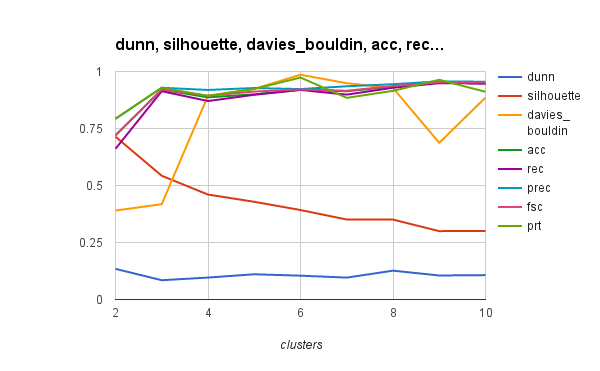 dunn, silhouette, davies_bouldin, acc, rec...
1
0.75
0.5
0.25
0
2
4
6
8
10
clusters
dunn
silhouette
davies_
bouldin
acc
rec
prec
fsc
prt